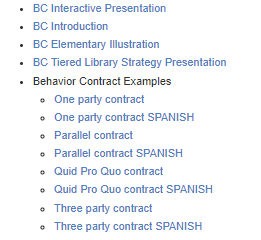 BC Interactive Presentation
BC Introduction
BC Elementary Illustration
BC Tiered Library Strategy Presentation
Behavior Contract Examples
One party contract
One party contract SPANISH
Parallel contract
Parallel contract SPANISH
Quid Pro Quo contract
Quid Pro Quo contract SPANISH
Three party contract
Three party contract SPANISH